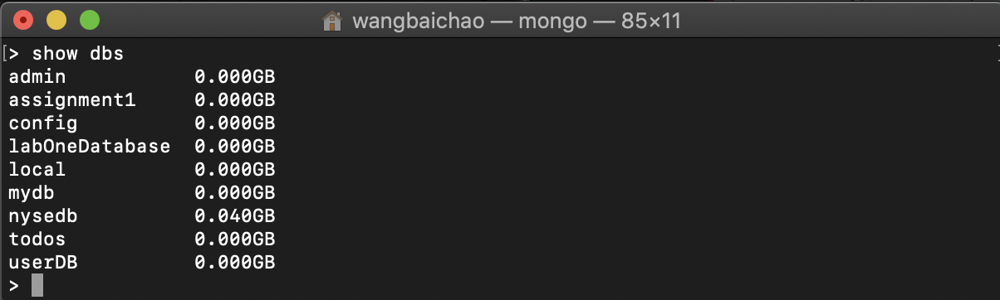 wangbaichao — mongo — 85×11
[> show dbs
admin           0.000GB
assignment1     0.000GB
config          0.000GB
labOneDatabase  0.000GB
local           0.000GB
mydb            0.000GB
nysedb          0.040GB
todos           0.000GB
userDB          0.000GB
>